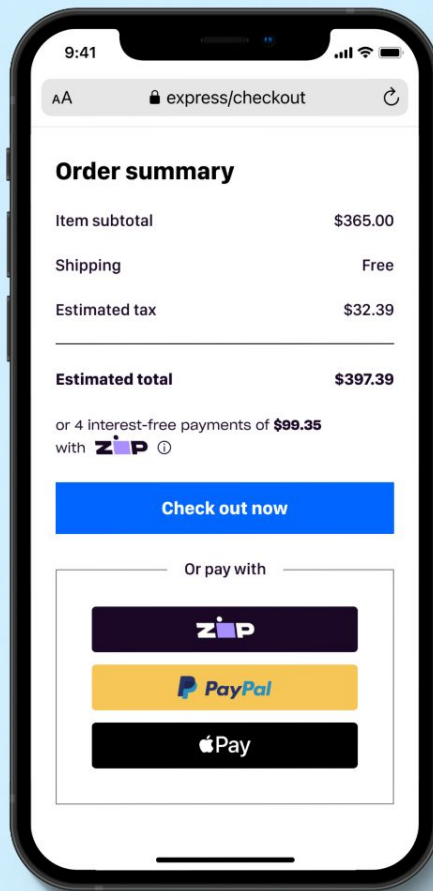 9:41
AA express/checkout
Order summary
Item subtotal $365.00
Shipping Free
Estimated tax $32.39
Estimated total $397.39
or 4 interest-free payments of $99.35
with ZIP ⓘ
Check out now
Or pay with
ZIP
PayPal
Pay